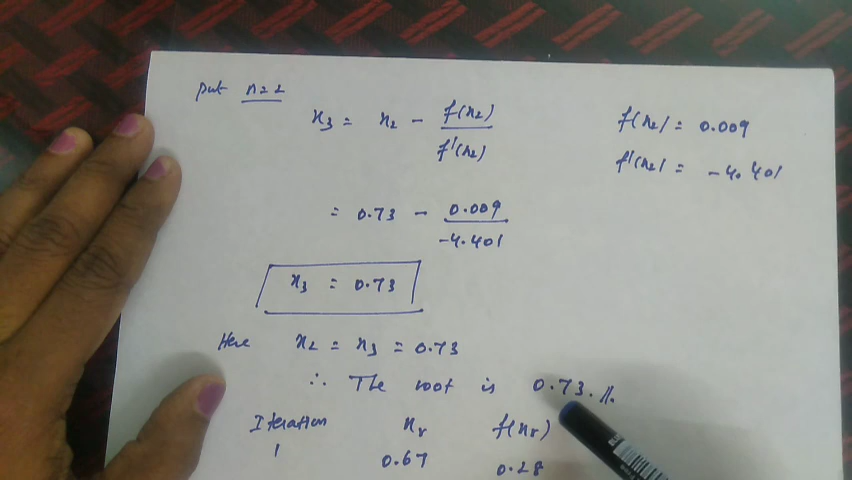 put n=2
x₃ = x₂ - f(x₂)/f'(x₂)
f(x₂) = 0.009
f'(x₂) = -4.401
= 0.73 - 0.009/-4.401
x₃ = 0.73
Here x₂ = x₃ = 0.73
∴ The root is 0.73.//.
Iteration xᵣ f(xᵣ)
1 0.67 0.28